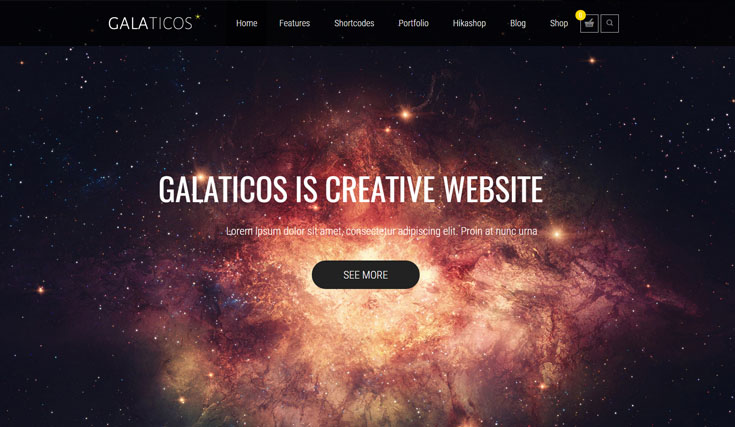 GALATICOS
Home Features Shortcodes Portfolio Hikashop Blog Shop
GALATICOS IS CREATIVE WEBSITE
Lorem Ipsum dolor sit amet, consectetur adipiscing elit. Proin at nunc urna
SEE MORE